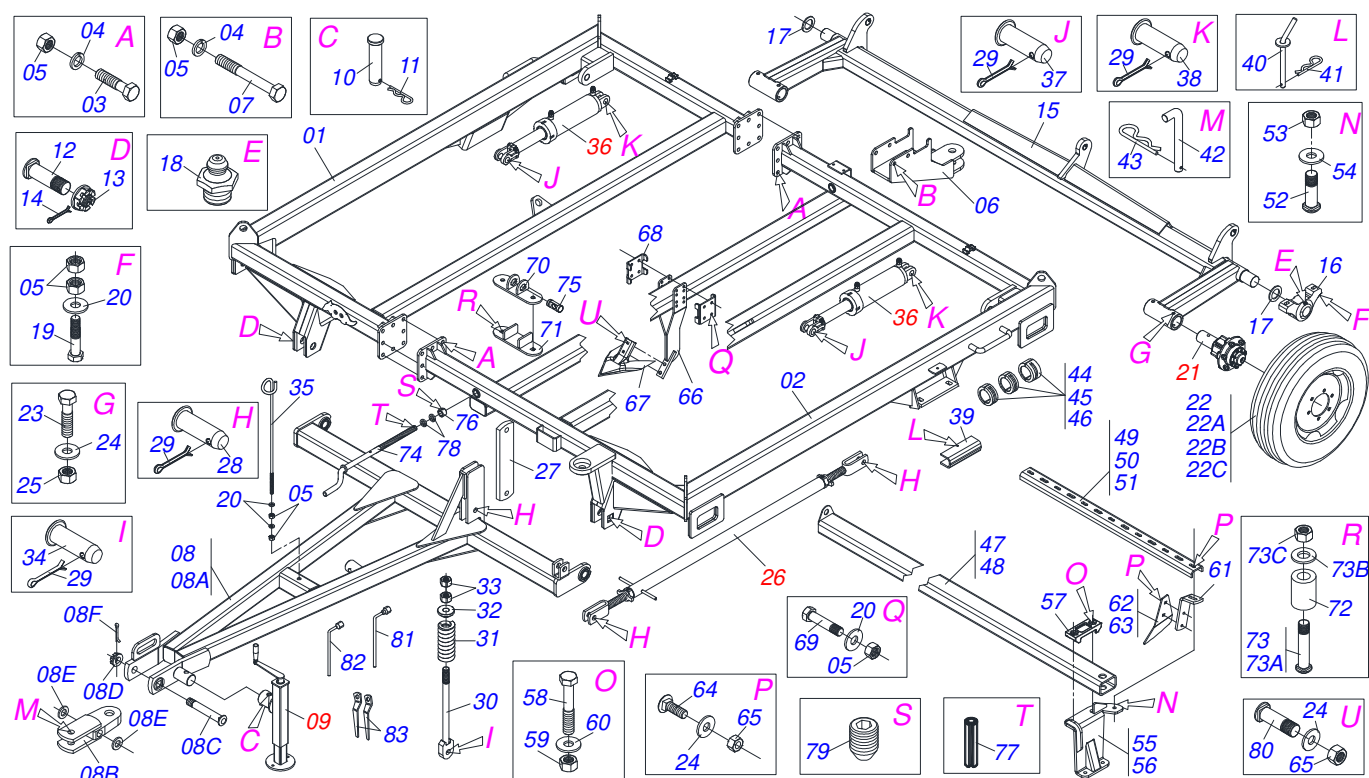 04 A
05
03
04 B
05
07
C
10
11
17
J
29
37
K
29
38
L
40
41
M
43
42
N
53
54
52
D
12
13
14
E
18
01
36
K
J
15
A
B
06
F
05
20
19
68
70
75
R
71
U
Q
67
66
36
K
J
E
16
17
F
G
21
D
A
S
T
76
78
74
02
44
45
46
39
L
22
22A
22B
22C
G
23
24
25
H
29
28
35
20
05
27
H
D
H
49
50
51
P
I
34
29
08
08A
33
32
31
30
I
26
H
47
48
O
57
P
61
62
63
R
73C
73B
72
73
73A
08F
08D
08E
M
08E
08B
08C
C
09
82
81
83
O
58
60
59
Q
69
20
05
P
64
65
24
S
79
T
77
N
55
56
U
24
80
65